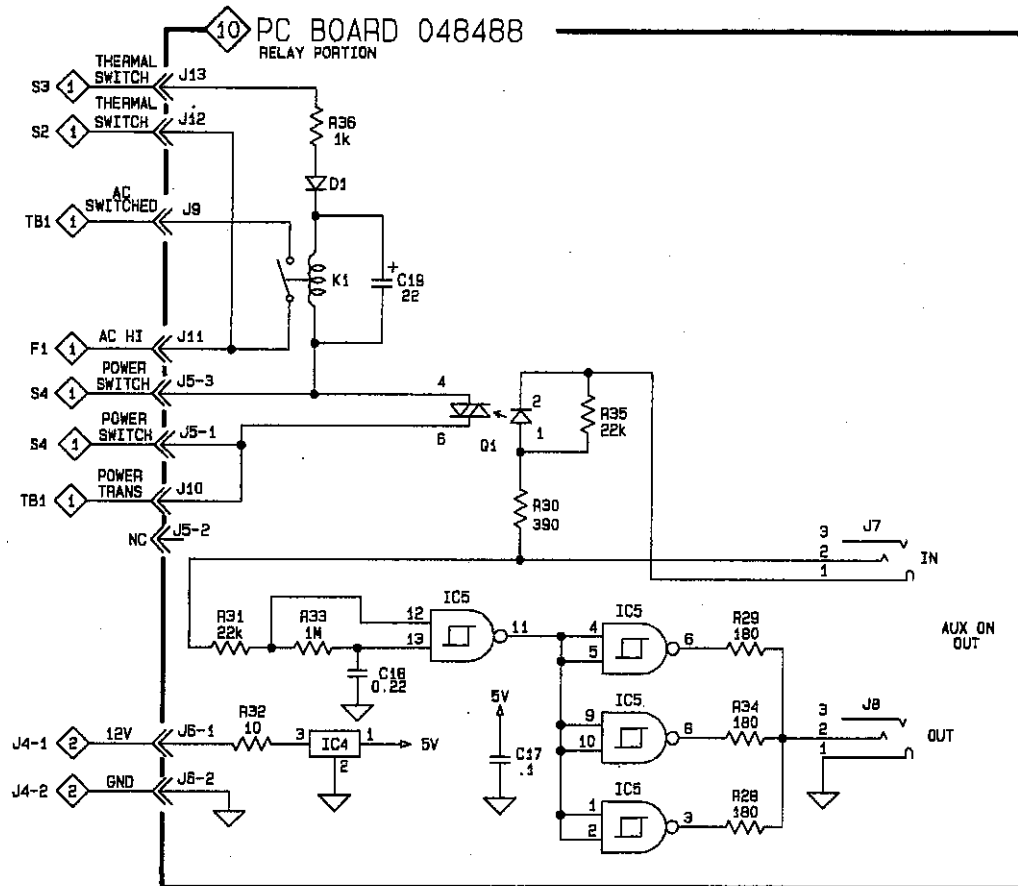 10 PC BOARD 048488
RELAY PORTION
THERMAL
SWITCH
S3 1 J13
THERMAL
SWITCH
S2 1 J12
R36
1k
D1
AC
SWITCHED
TB1 1 J9
K1
+
C19
22
F1 1 AC HI J11
POWER
SWITCH
S4 1 J5-3
4
2
R35
22k
POWER
SWITCH
S4 1 J5-1
6
Q1
1
POWER
TRANS
TB1 1 J10
R30
390
NC J5-2
J7
3
2
1
IN
R31
22k
R33
1M
IC5
12
13
11
C18
0.22
IC5
4
5
6
R29
180
AUX ON
OUT
5V
C17
.1
IC5
9
10
8
R34
180
J8
3
2
1
OUT
J4-1 2 12V J6-1
R32
10
3 IC4 1
2
5V
J4-2 2 GND J6-2
IC5
1
2
3
R28
180